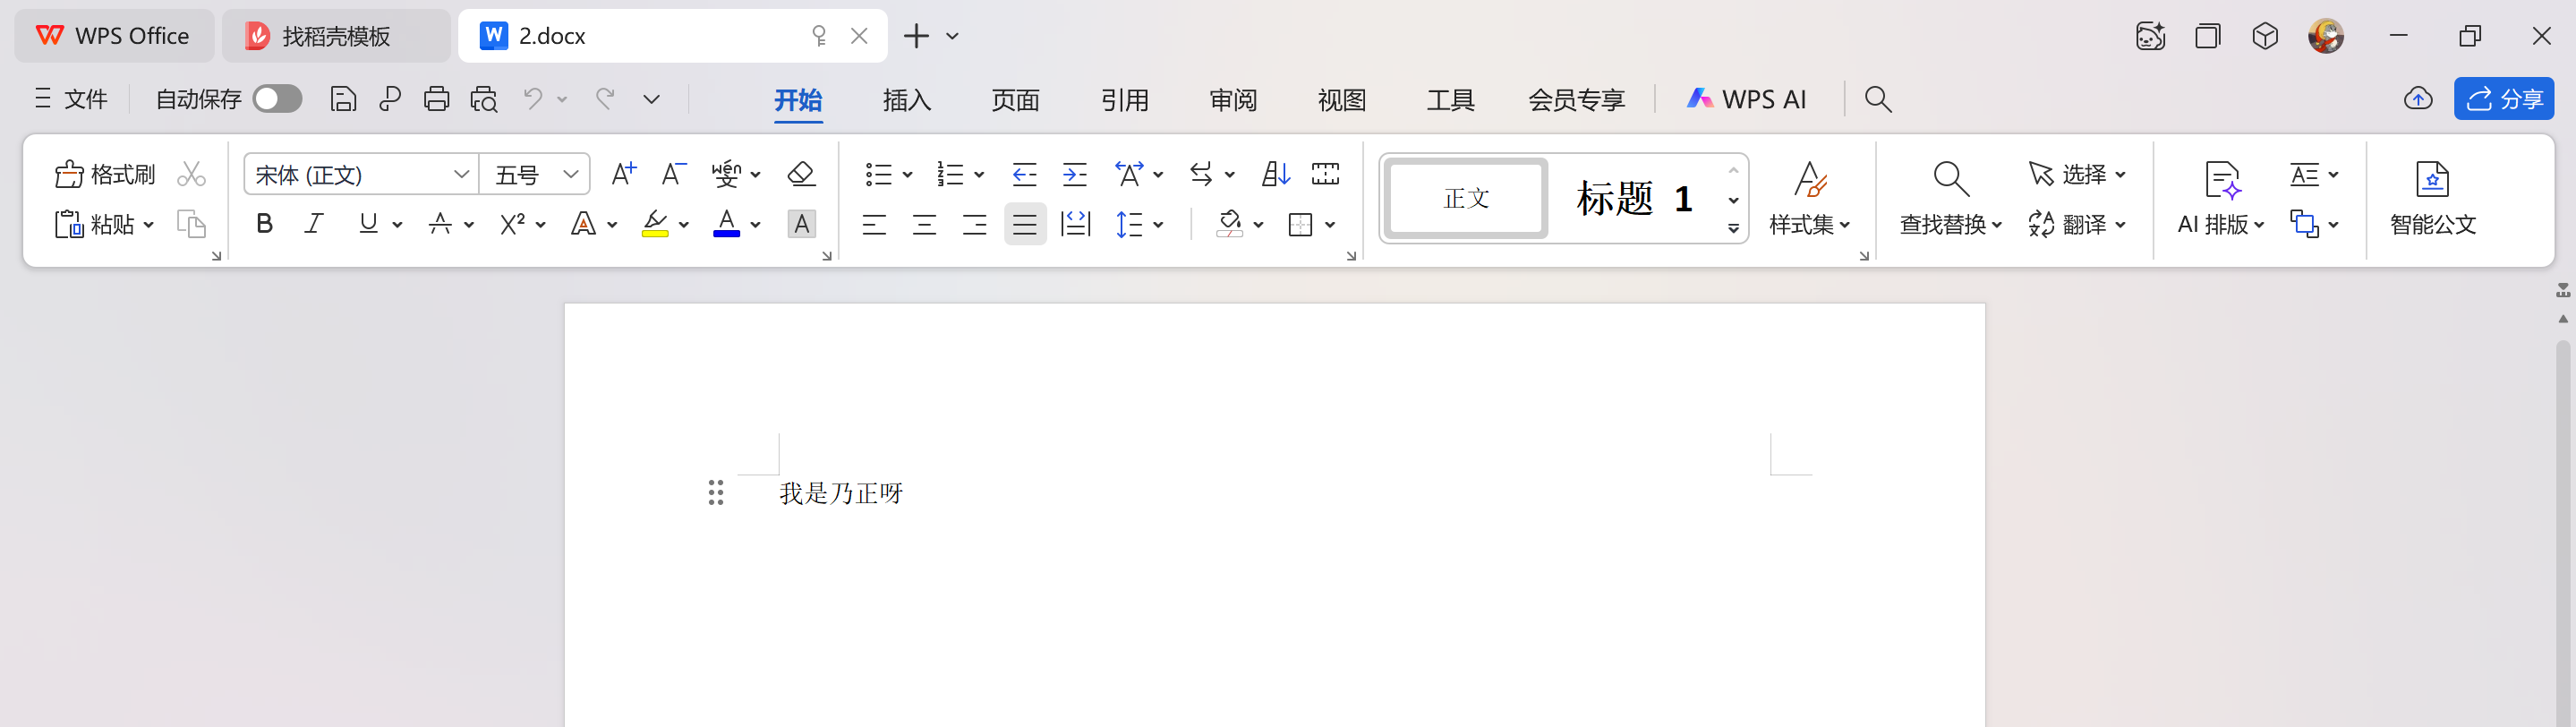 WPS Office 找稻壳模板 2.docx
文件 自动保存 开始 插入 页面 引用 审阅 视图 工具 会员专享 WPS AI 分享
格式刷 宋体 (正文) 五号 A+ A- wén 变 正文 标题 1 样式集 查找替换 选择 AI 排版 智能公文
粘贴 B I U A X² A A A 翻译
我是乃正呀